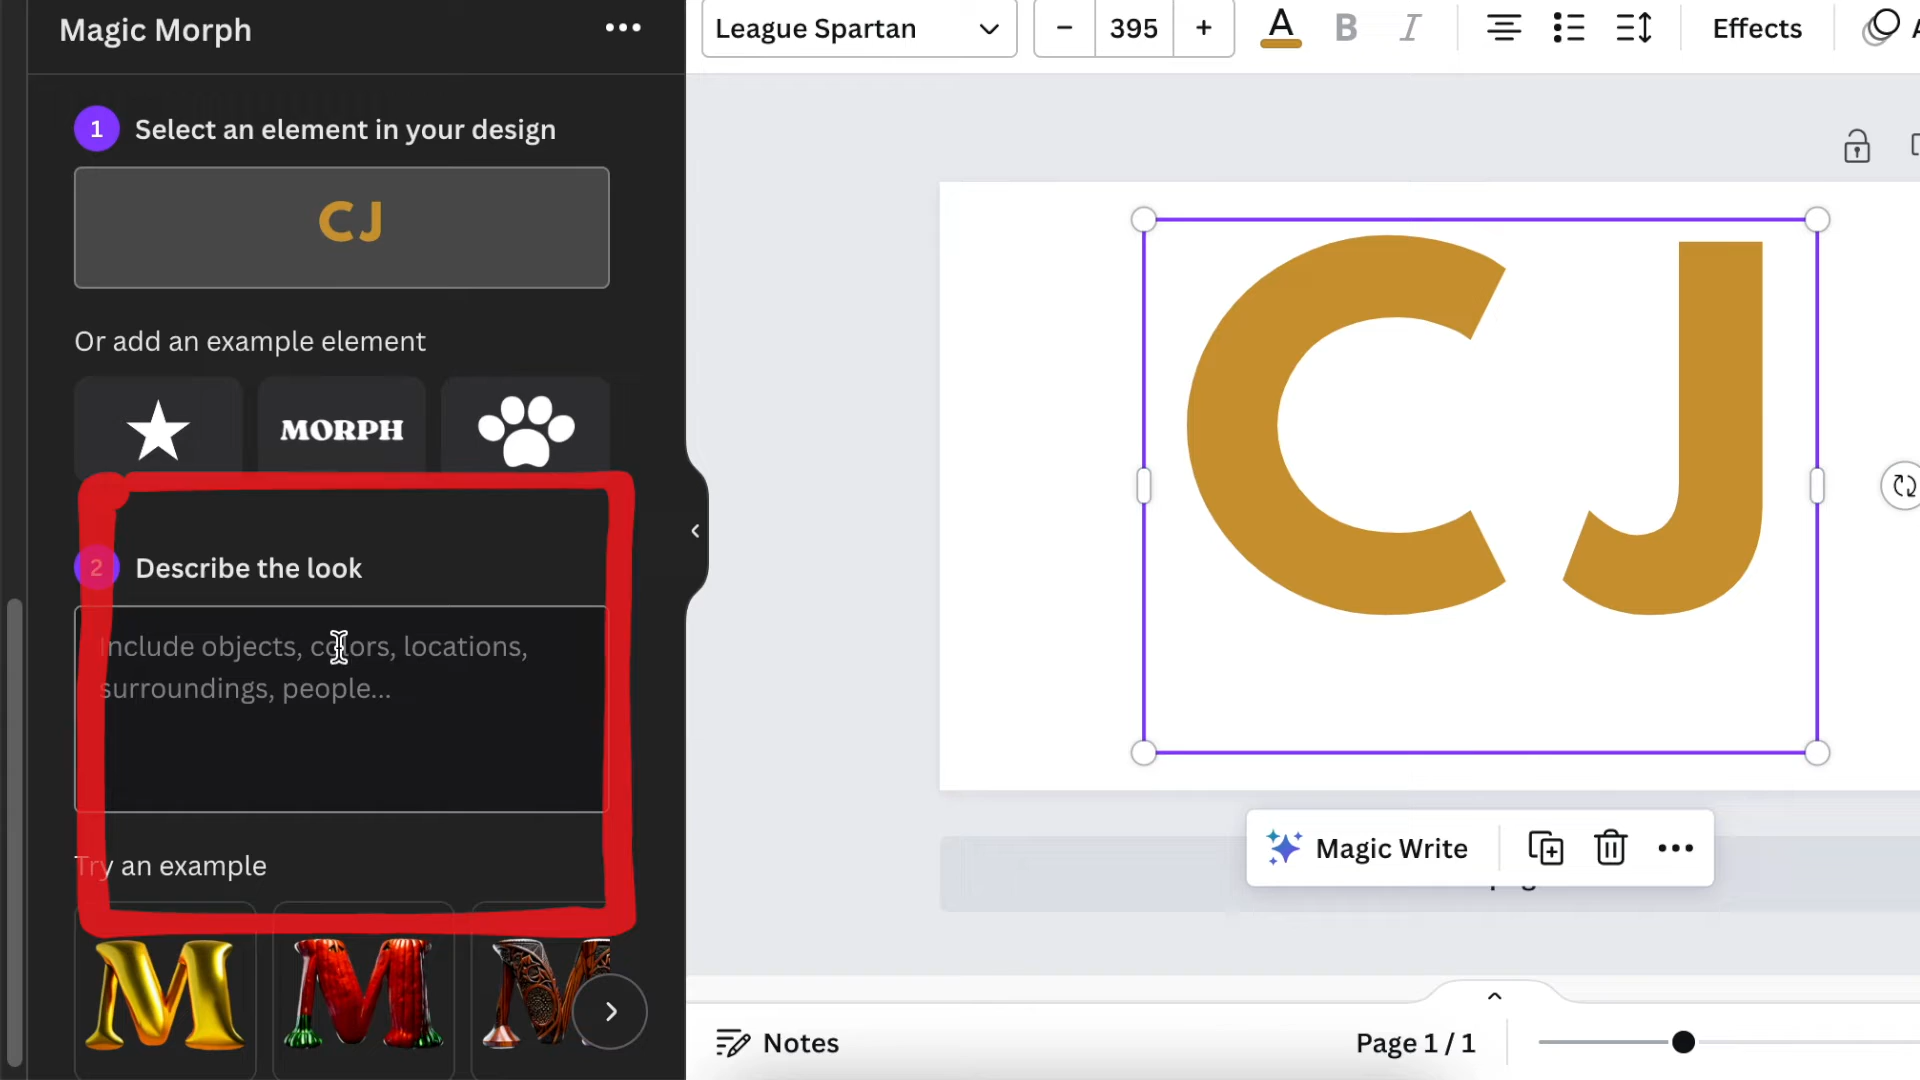 Magic Morph
League Spartan
395
A
B
I
Effects
A
1
Select an element in your design
CJ
Or add an example element
MORPH
2
Describe the look
Include objects, colors, locations,
surroundings, people...
Try an example
M
M
M
CJ
Magic Write
Notes
Page 1 / 1